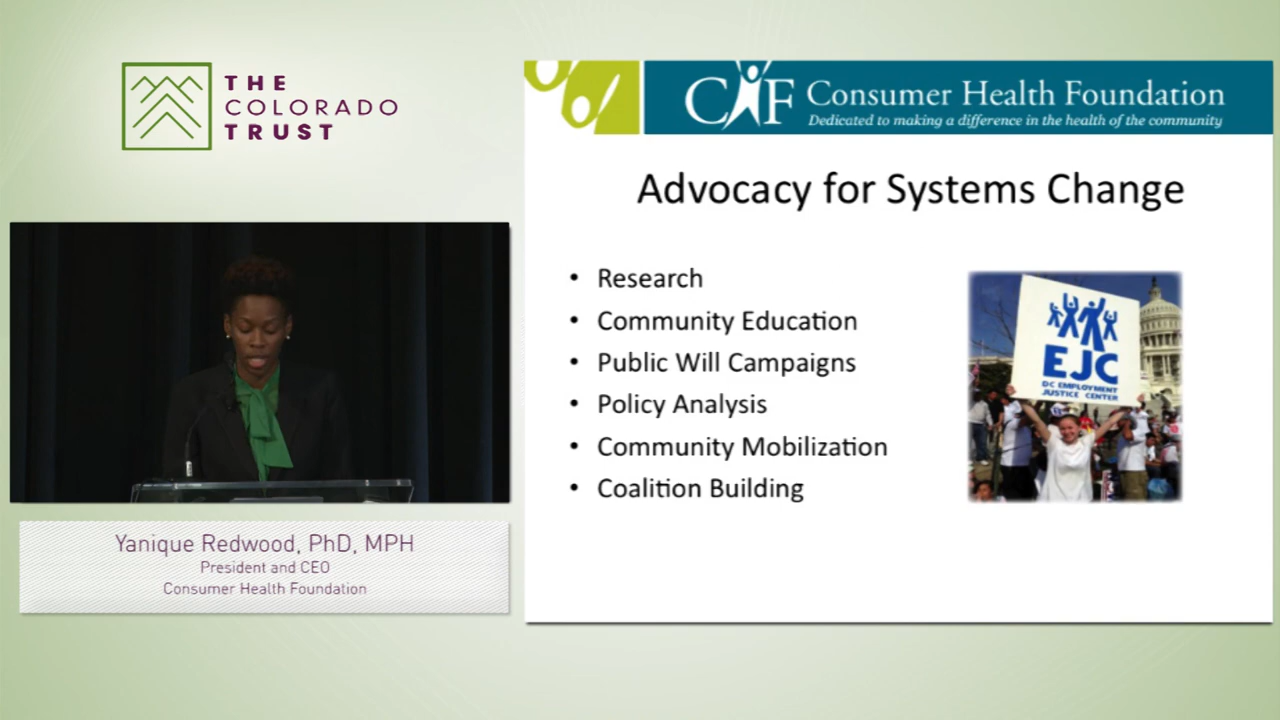 THE
COLORADO
TRUST
Yanique Redwood, PhD, MPH
President and CEO
Consumer Health Foundation
CHF Consumer Health Foundation
Dedicated to making a difference in the health of the community
Advocacy for Systems Change
• Research
• Community Education
• Public Will Campaigns
• Policy Analysis
• Community Mobilization
• Coalition Building
EJC
DC EMPLOYMENT
JUSTICE CENTER